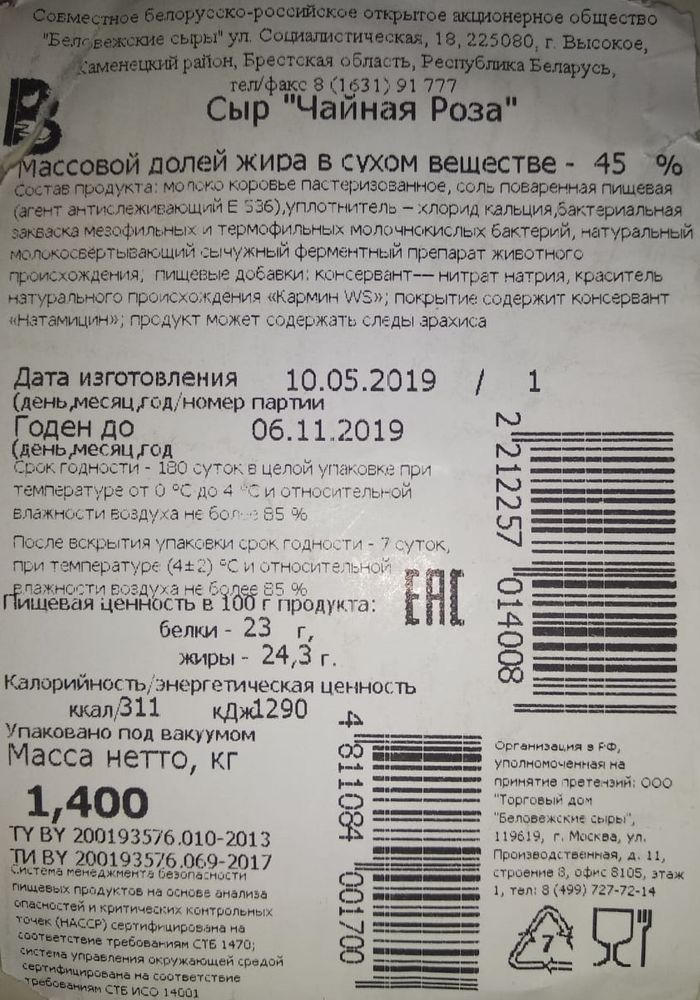 Совместное белорусско-российское открытое акционерное общество
"Беловежские сыры" ул. Социалистическая, 18, 225080, г. Высокое,
Каменецкий район, Брестская область, Республика Беларусь,
тел/факс 8 (1631) 91 777
Сыр "Чайная Роза"
Массовой долей жира в сухом веществе - 45 %
Состав продукта: молоко коровье пастеризованное, соль поваренная пищевая
(агент антислеживающий Е 536),уплотнитель – хлорид кальция,бактериальная
закваска мезофильных и термофильных молочнокислых бактерий, натуральный
молокосвёртывающий сычужный ферментный препарат животного
происхождения; пищевые добавки: консервант–– нитрат натрия, краситель
натурального происхождения «Кармин WS»; покрытие содержит консервант
«Натамицин»; продукт может содержать следы арахиса
Дата изготовления 10.05.2019 / 1
(день,месяц,год/номер партии
Годен до 06.11.2019
(день,месяц,год
Срок годности - 180 суток в целой упаковке при
температуре от 0 °С до 4 °С и относительной
влажности воздуха не более 85 %
После вскрытия упаковки срок годности - 7 суток,
при температуре (4±2) °С и относительной
влажности воздуха не более 85 %
EAC
Пищевая ценность в 100 г продукта:
белки - 23 г,
жиры - 24,3 г.
Калорийность/энергетическая ценность
ккал/311 кДж1290
Упаковано под вакуумом
Масса нетто, кг
1,400
ТУ BY 200193576.010-2013
ТИ BY 200193576.069-2017
Система менеджмента безопасности
пищевых продуктов на основе анализа
опасностей и критических контрольных
точек (НАССР) сертифицирована на
соответствие требованиям СТБ 1470;
система управления окружающей средой
сертифицирована на соответствие
требованиям СТБ ИСО 14001
2 212257 014008
4 811084 001700
Организация в РФ,
уполномоченная на
принятие претензий: ООО
"Торговый дом
"Беловежские сыры",
119619, г. Москва, ул.
Производственная, д. 11,
строение 8, офис 8105, этаж
1, тел: 8 (499) 727-72-14
7